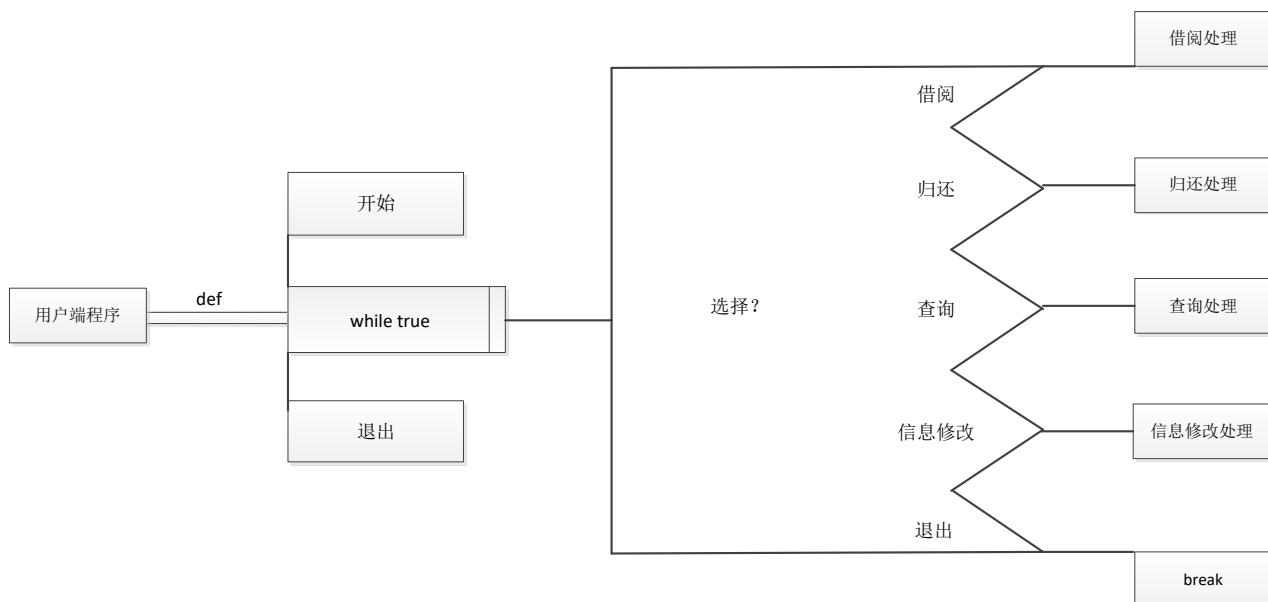 用户端程序
def
开始
while true
退出
选择？
借阅
归还
查询
信息修改
退出
借阅处理
归还处理
查询处理
信息修改处理
break